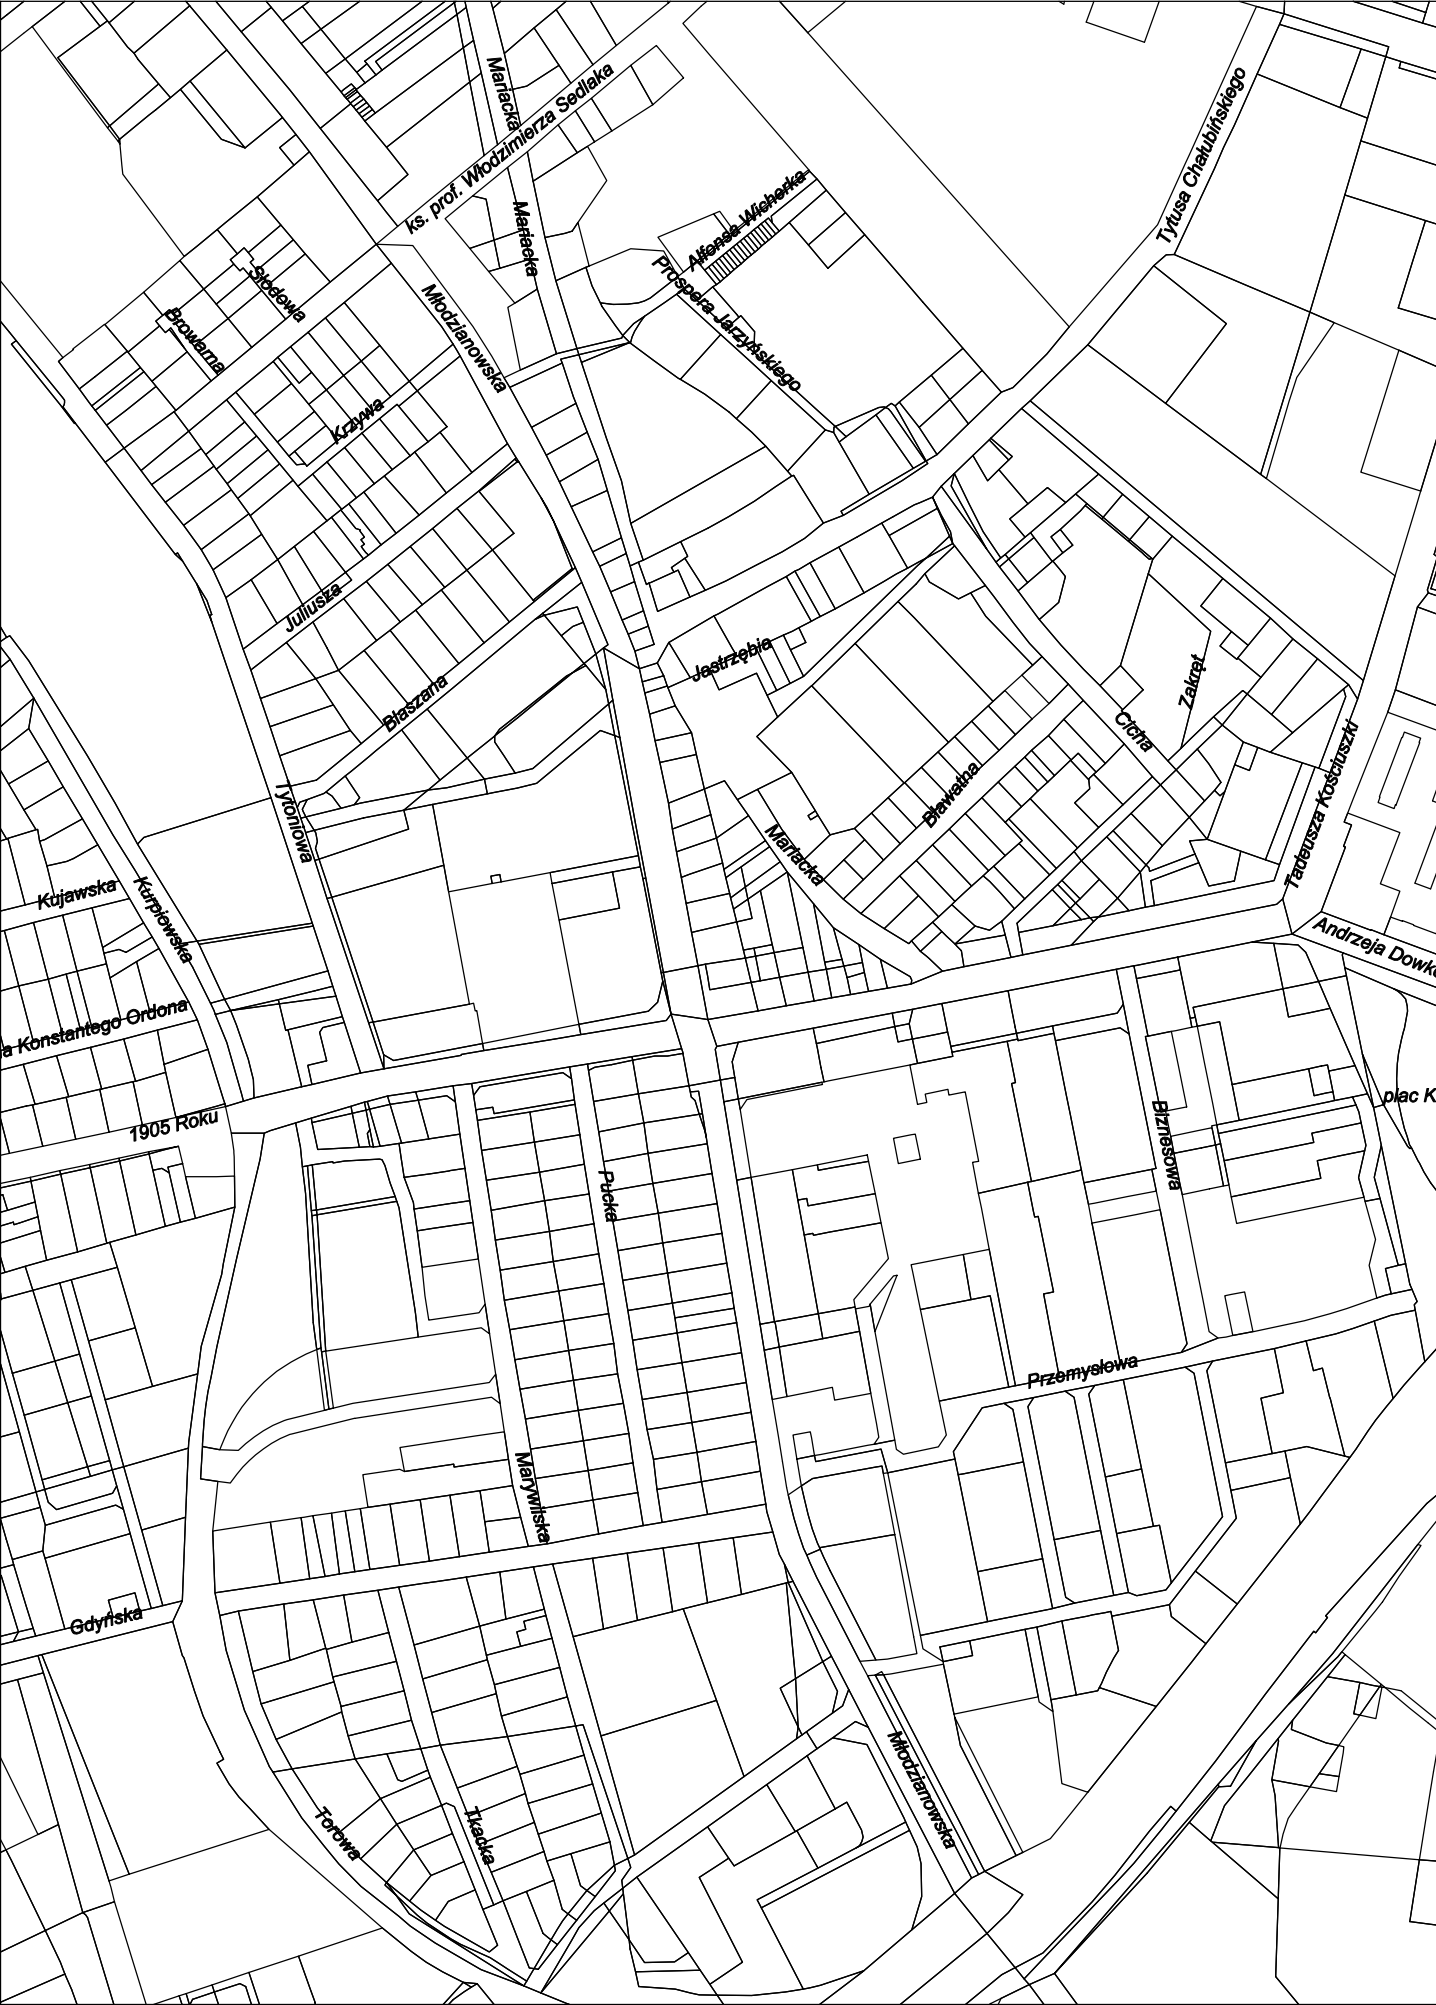 Mariacka
ks. prof. Włodzimierza Sedlaka
Tytusa Chałubińskiego
Mariacka
Alfonsa Wicherka
Słodowa
Prospera Jarzyńskiego
Browarna
Młodzianowska
Krzywa
Juliusza
Jastrzębia
Zakręt
Blaszana
Cicha
Tytoniowa
Bławatna
Tadeusza Kościuszki
Mariacka
Kujawska
Kurpiowska
Andrzeja Dowk
a Konstantego Ordona
plac K
1905 Roku
Biznesowa
Pucka
Przemysłowa
Marywilska
Gdyńska
Młodzianowska
Torowa
Tkacka